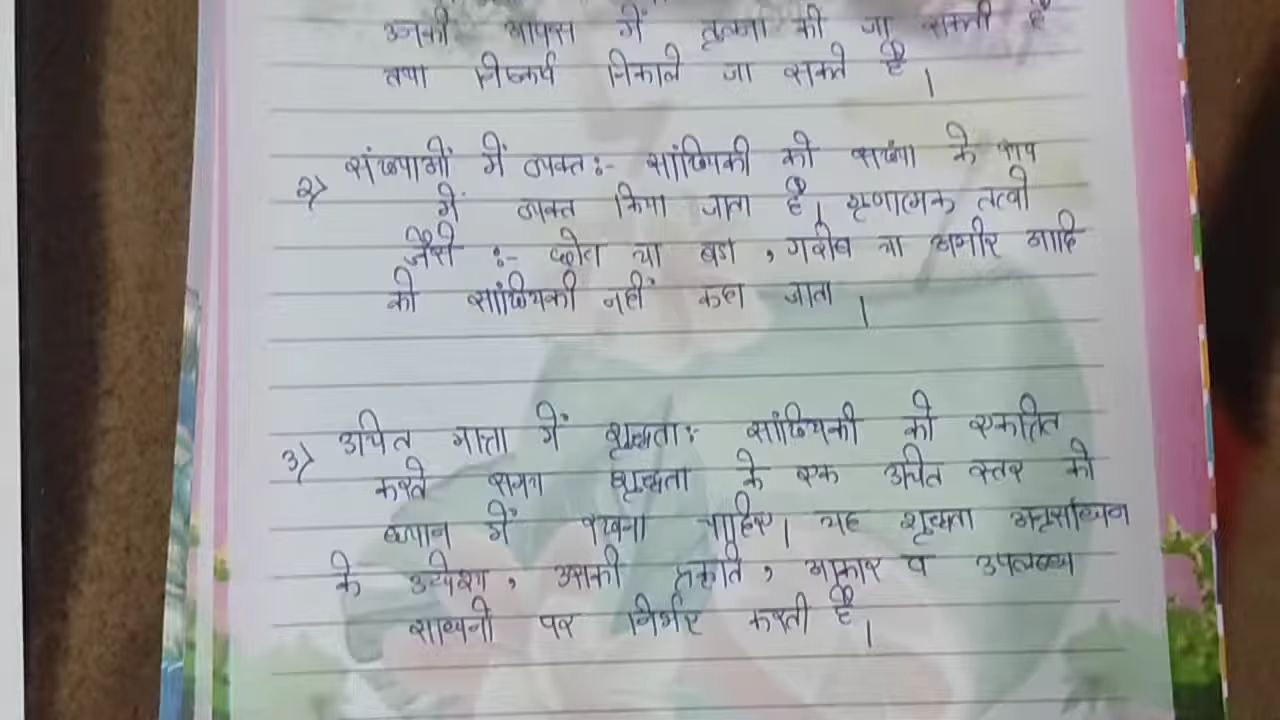 उनकी आपस में तुलना की जा सकती है
तथा निष्कर्ष निकाले जा सकते है।
2) संख्याओं में व्यक्त :- सांख्यिकी को संख्या के रूप
में व्यक्त किया जाता है। गुणात्मक तत्वो
जैसे :- छोटा या बडा , गरीब या अमीर आदि
को सांख्यिकी नहीं कहा जाता।
3) उचित मात्रा में शुद्धता : सांख्यिकी को एकत्रित
करते समय शुद्धता के एक उचित स्तर को
ध्यान में रखना चाहिए। यह शुद्धता अनुसन्धान
के उद्देश्य , उसकी प्रकृति , आकार व उपलब्ध
साधनो पर निर्भर करती है।